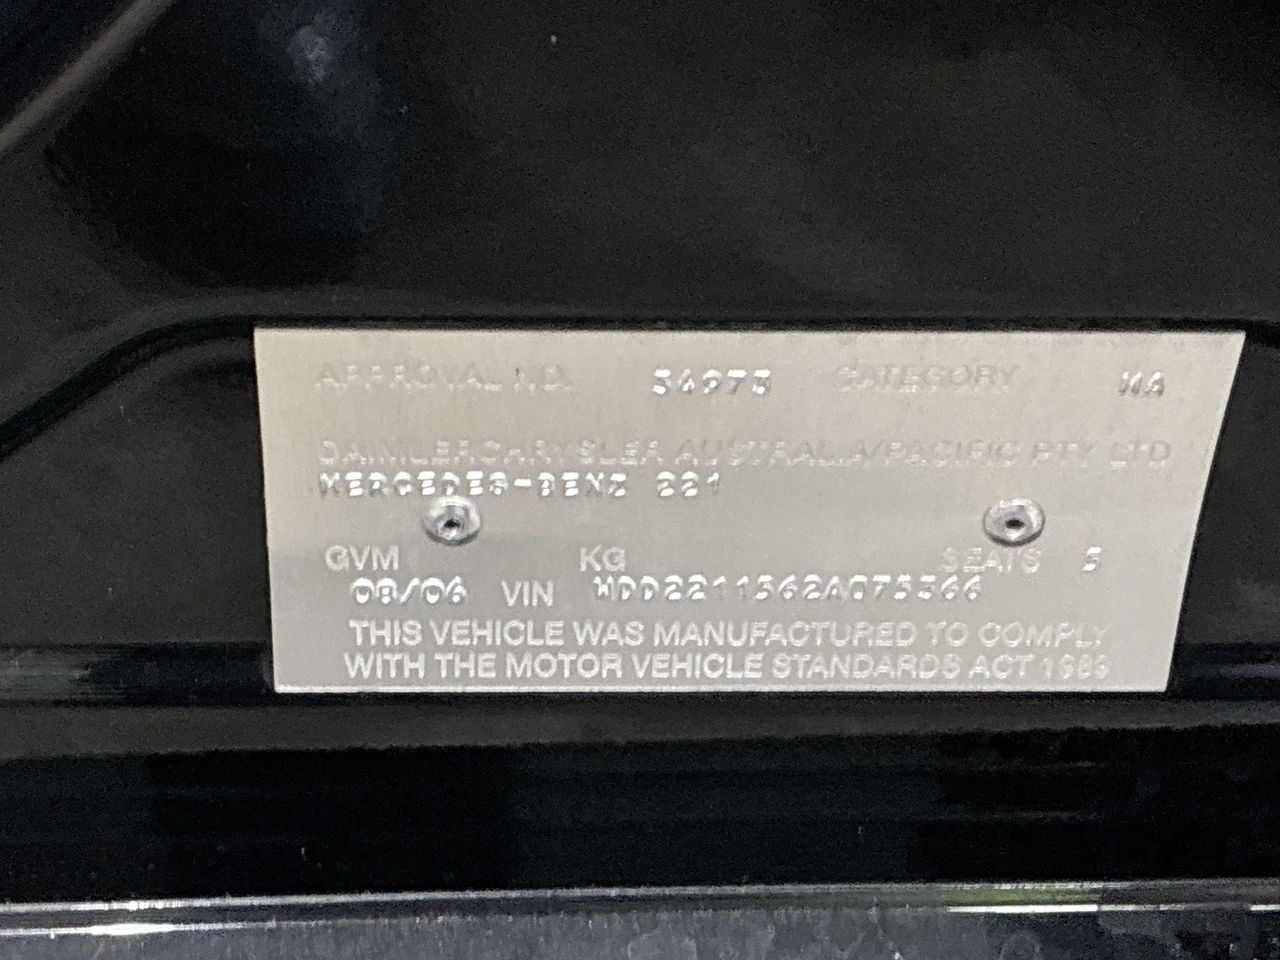 APPROVAL NO. 34973 CATEGORY MA
DAIMLERCHRYSLER AUSTRALIA/PACIFIC PTY LTD
MERCEDES-BENZ 221
GVM KG SEATS 5
08/06 VIN WDD2211562A073366
THIS VEHICLE WAS MANUFACTURED TO COMPLY
WITH THE MOTOR VEHICLE STANDARDS ACT 1989